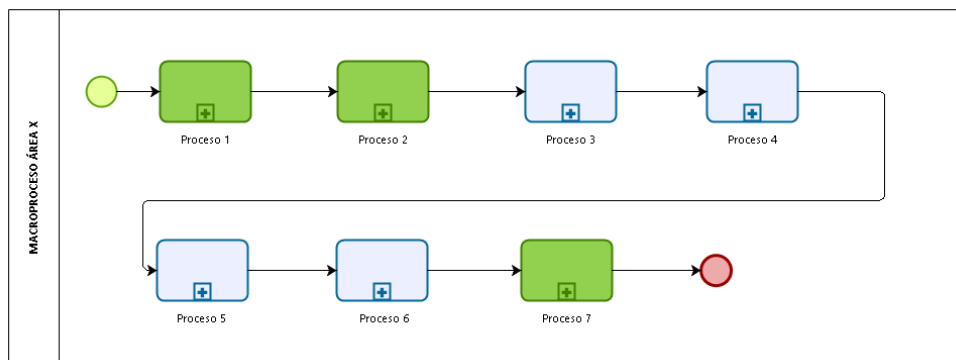 MACROPROCESO ÁREA X
Proceso 1
Proceso 2
Proceso 3
Proceso 4
Proceso 5
Proceso 6
Proceso 7